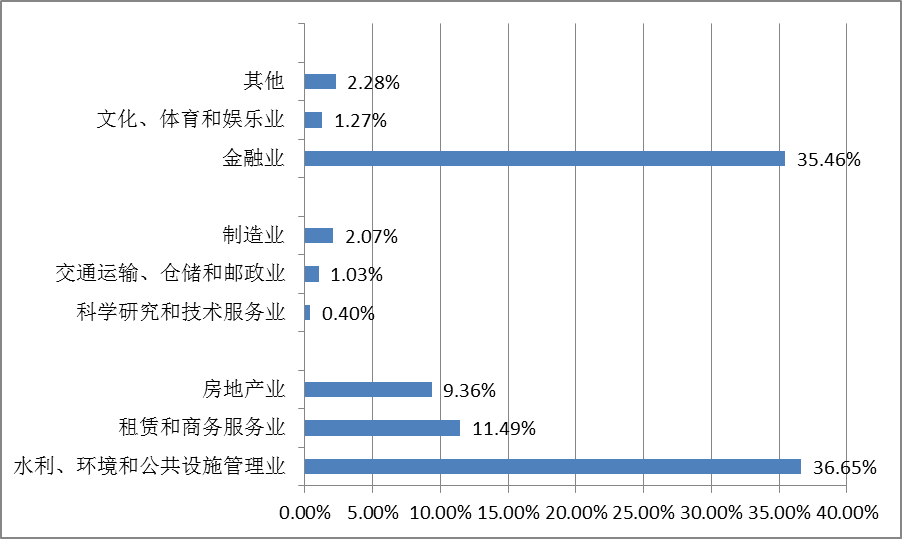 其他
2.28%
文化、体育和娱乐业
1.27%
金融业
35.46%
制造业
2.07%
交通运输、仓储和邮政业
1.03%
科学研究和技术服务业
0.40%
房地产业
9.36%
租赁和商务服务业
11.49%
水利、环境和公共设施管理业
36.65%
0.00% 5.00% 10.00% 15.00% 20.00% 25.00% 30.00% 35.00% 40.00%